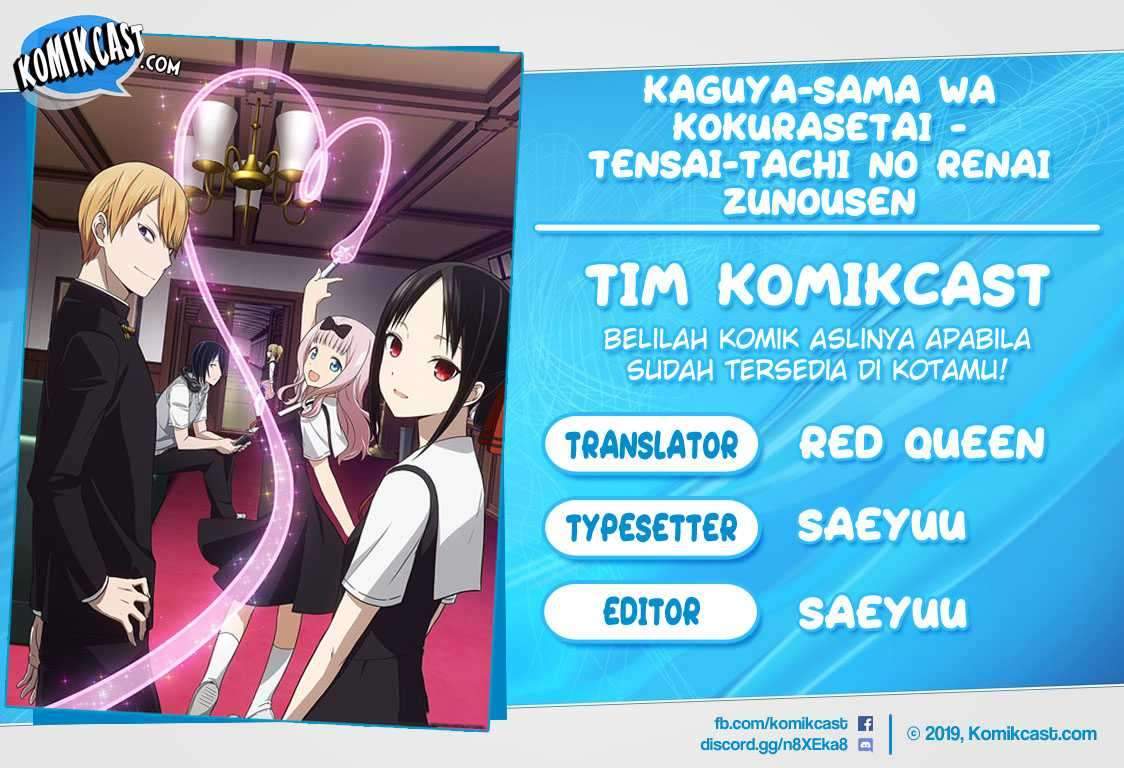 KOMIKCAST.COM
KAGUYA-SAMA WA
KOKURASETAI -
TENSAI-TACHI NO RENAI
ZUNOUSEN
TIM KOMIKCAST
BELILAH KOMIK ASLINYA APABILA
SUDAH TERSEDIA DI KOTAMU!
TRANSLATOR RED QUEEN
TYPESETTER SAEYUU
EDITOR SAEYUU
fb.com/komikcast
discord.gg/n8XEka8
© 2019, Komikcast.com